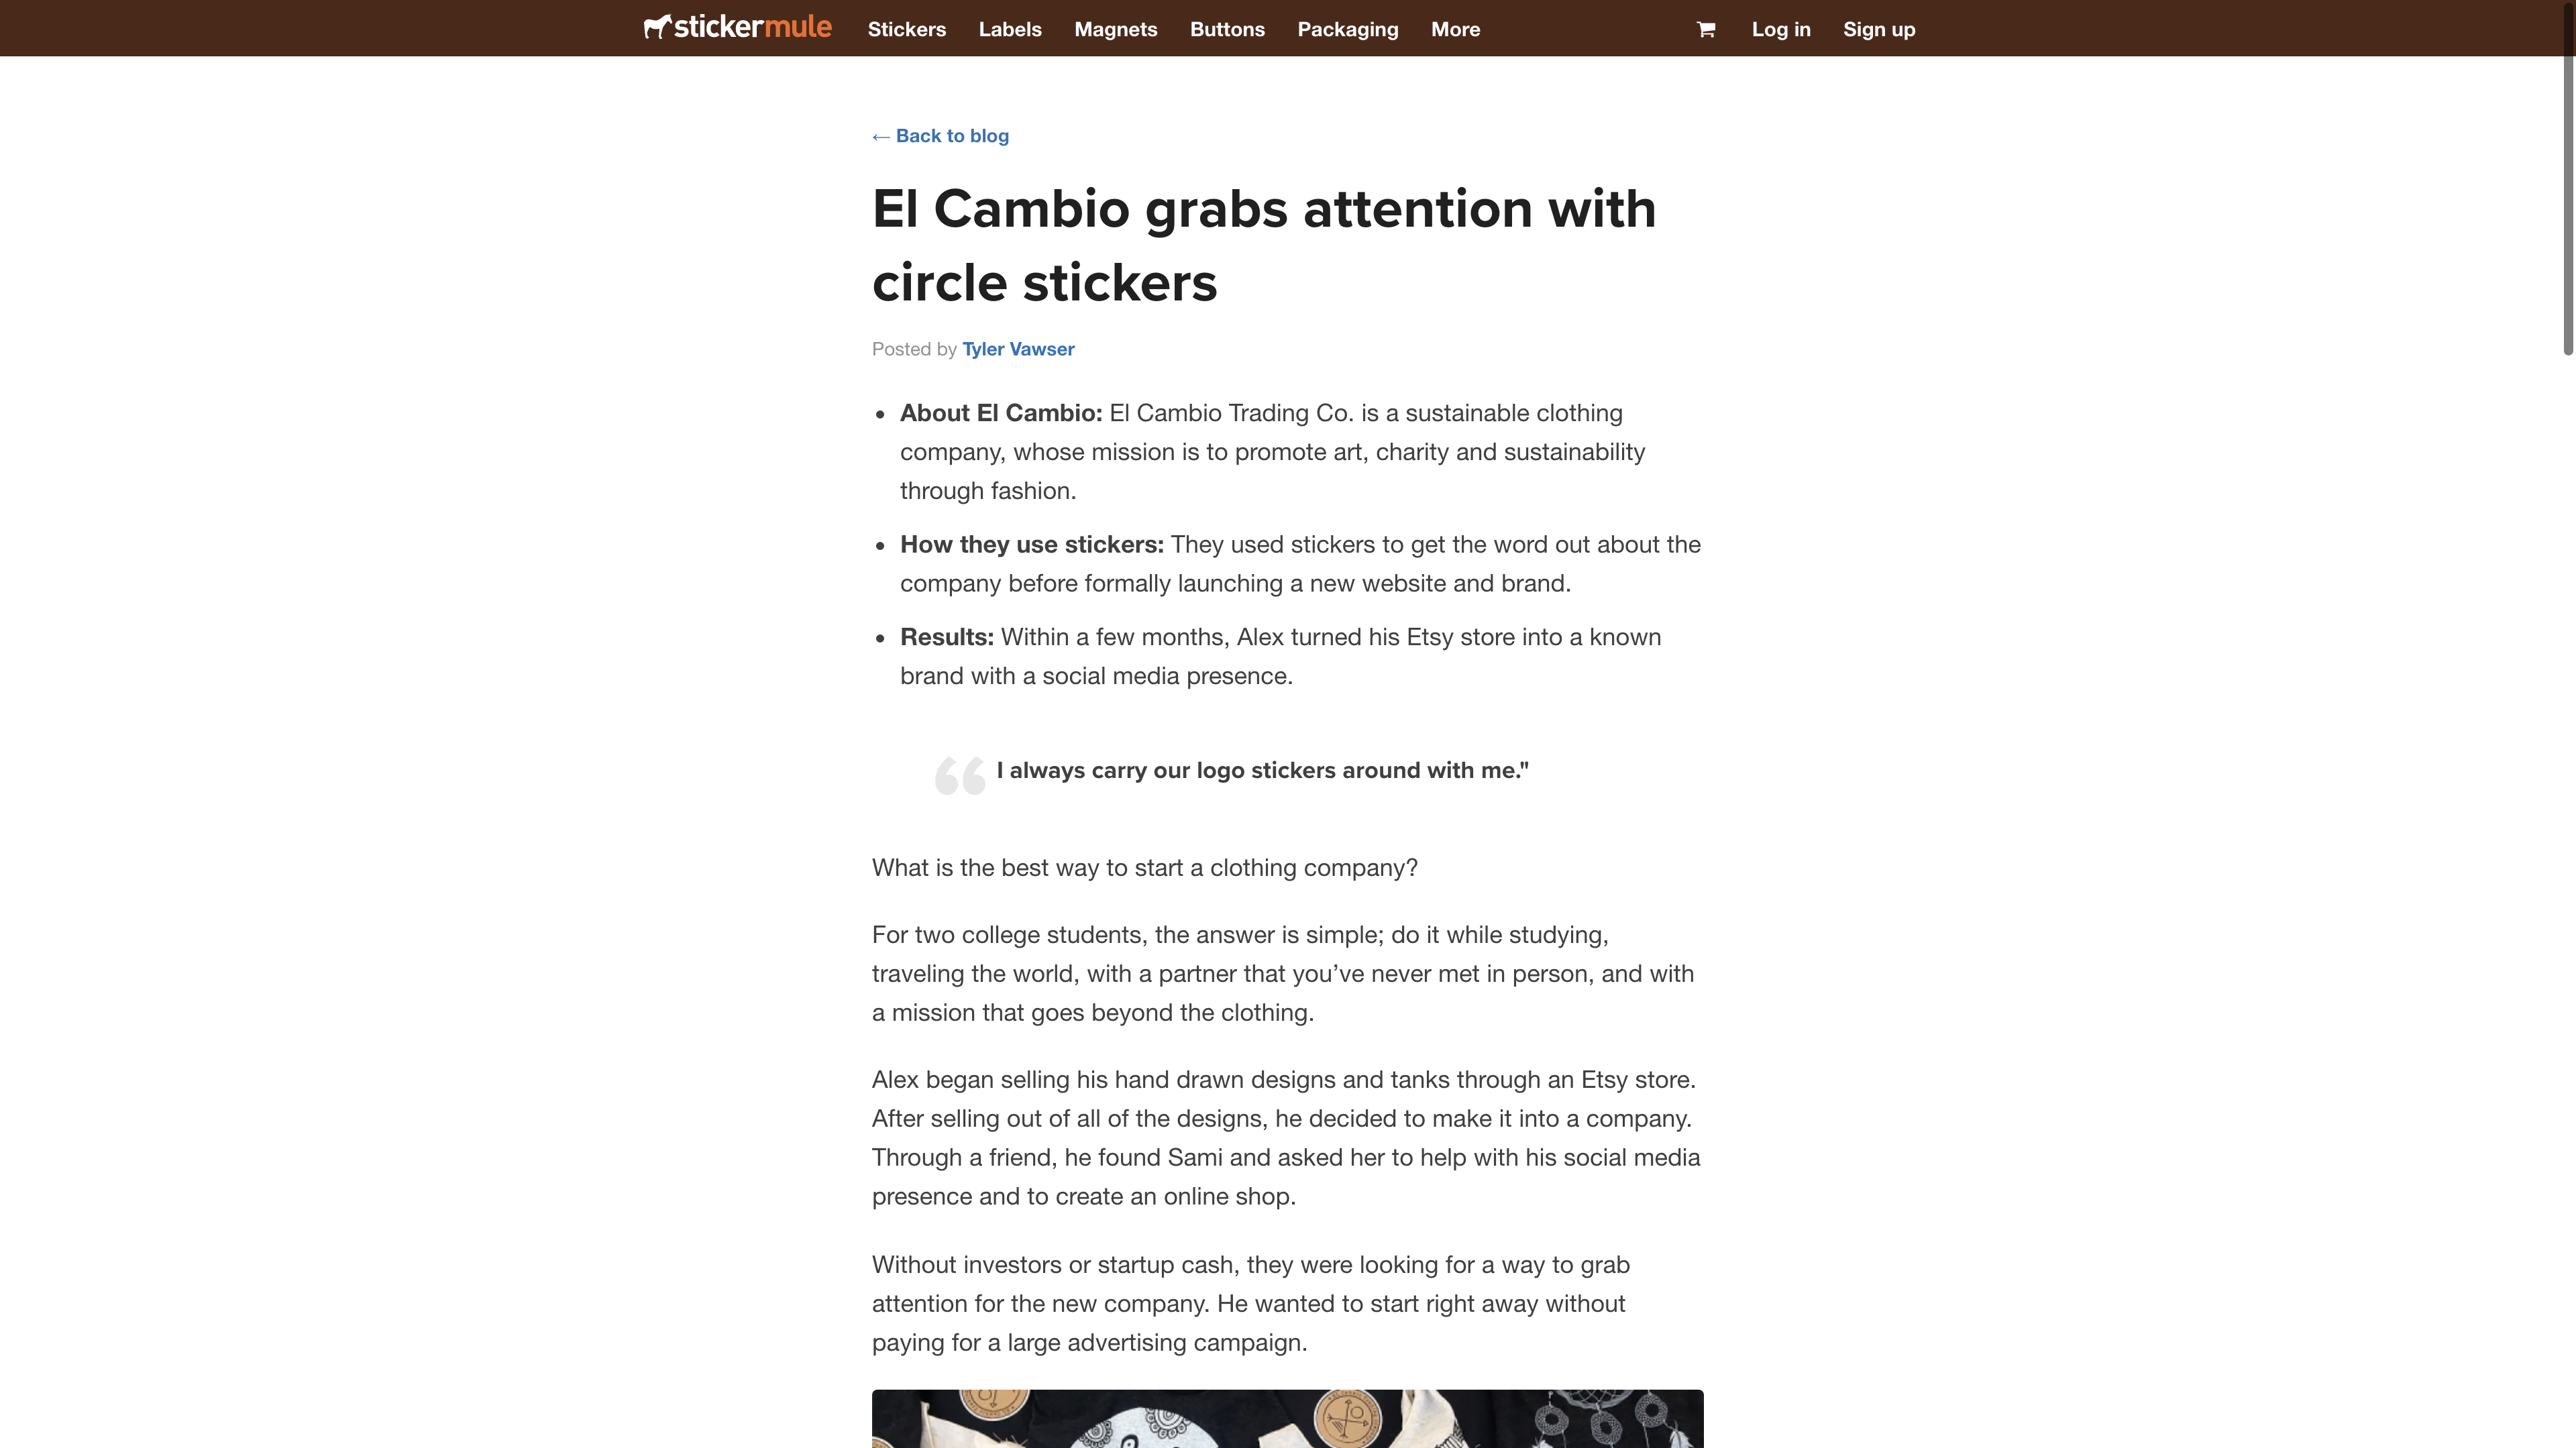 stickermule Stickers Labels Magnets Buttons Packaging More Log in Sign up
← Back to blog
El Cambio grabs attention with
circle stickers
Posted by Tyler Vawser
• About El Cambio: El Cambio Trading Co. is a sustainable clothing
company, whose mission is to promote art, charity and sustainability
through fashion.
• How they use stickers: They used stickers to get the word out about the
company before formally launching a new website and brand.
• Results: Within a few months, Alex turned his Etsy store into a known
brand with a social media presence.
“ I always carry our logo stickers around with me."
What is the best way to start a clothing company?
For two college students, the answer is simple; do it while studying,
traveling the world, with a partner that you’ve never met in person, and with
a mission that goes beyond the clothing.
Alex began selling his hand drawn designs and tanks through an Etsy store.
After selling out of all of the designs, he decided to make it into a company.
Through a friend, he found Sami and asked her to help with his social media
presence and to create an online shop.
Without investors or startup cash, they were looking for a way to grab
attention for the new company. He wanted to start right away without
paying for a large advertising campaign.